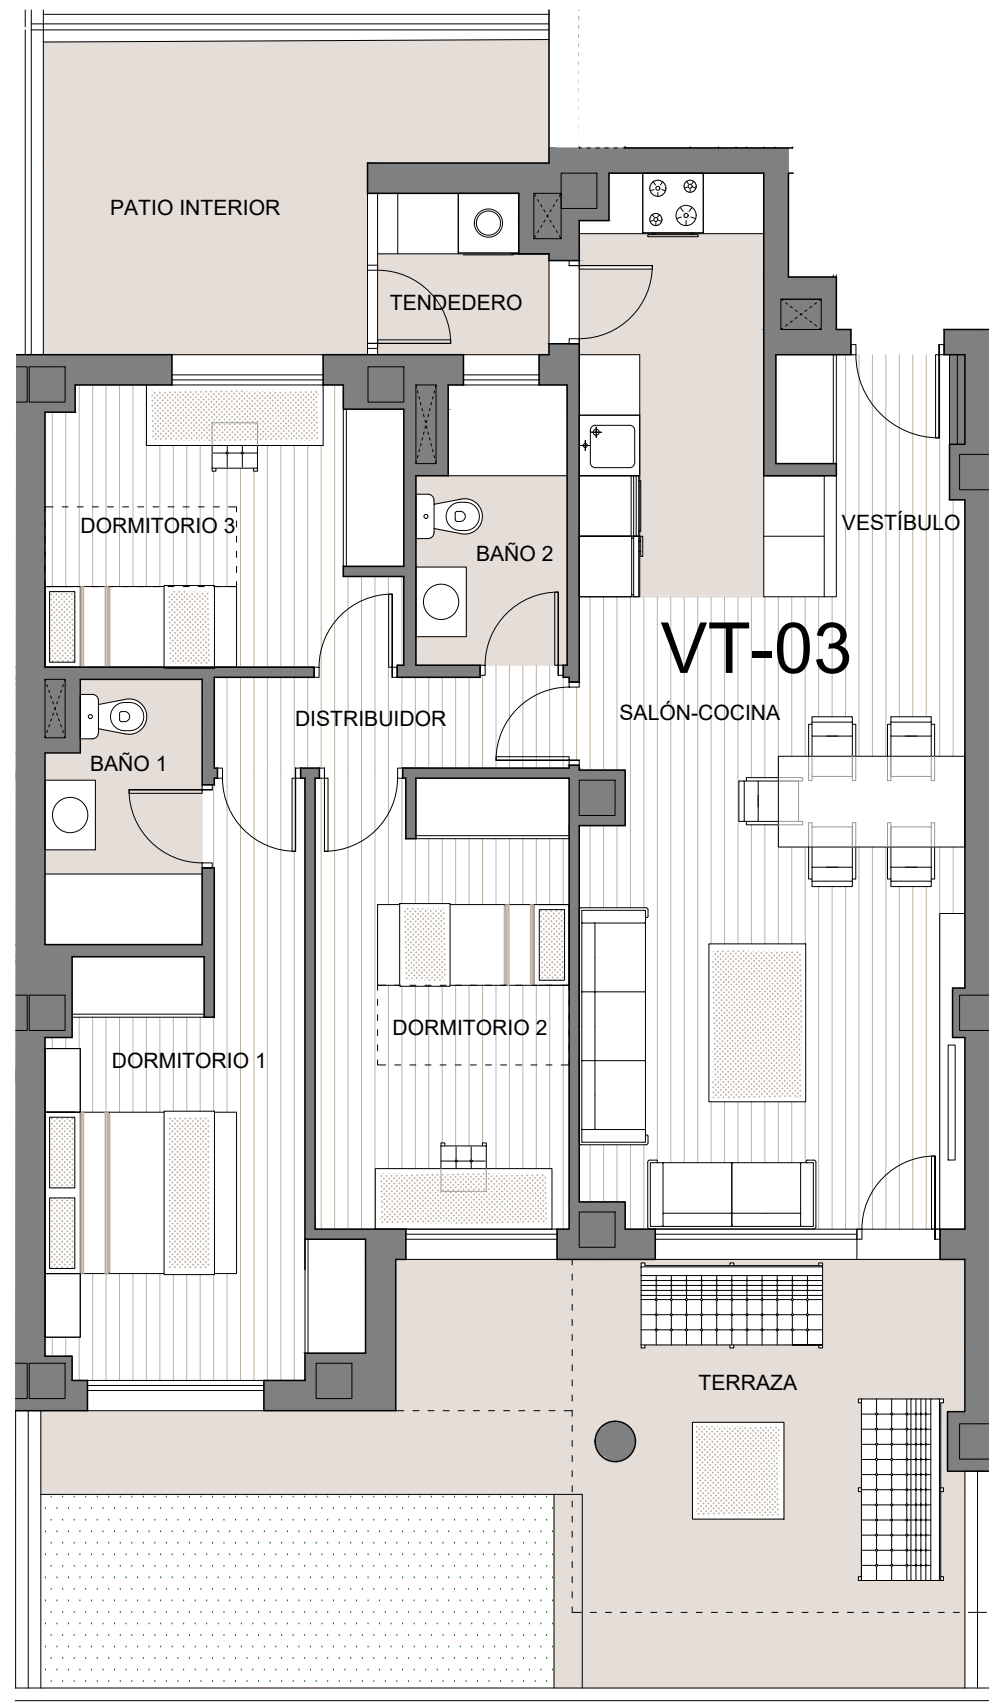 PATIO INTERIOR
TENDEDERO
DORMITORIO 3
VESTÍBULO
BAÑO 2
VT-03
SALÓN-COCINA
DISTRIBUIDOR
BAÑO 1
DORMITORIO 2
DORMITORIO 1
TERRAZA